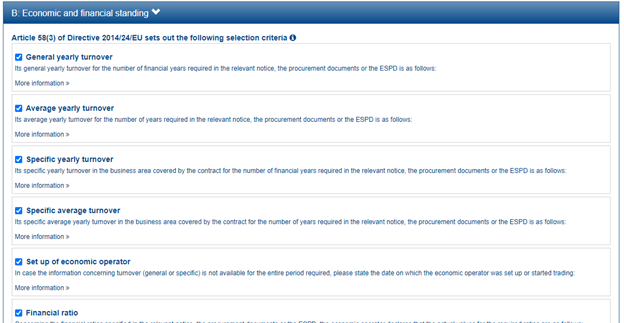 B: Economic and financial standing
Article 58(3) of Directive 2014/24/EU sets out the following selection criteria
General yearly turnover
Its general yearly turnover for the number of financial years required in the relevant notice, the procurement documents or the ESPD is as follows:
More information »
Average yearly turnover
Its average yearly turnover for the number of years required in the relevant notice, the procurement documents or the ESPD is as follows:
More information »
Specific yearly turnover
Its specific yearly turnover in the business area covered by the contract for the number of financial years required in the relevant notice, the procurement documents or the ESPD is as follows:
More information »
Specific average turnover
Its specific average yearly turnover in the business area covered by the contract for the number of years required in the relevant notice, the procurement documents or the ESPD is as follows:
More information »
Set up of economic operator
In case the information concerning turnover (general or specific) is not available for the entire period required, please state the date on which the economic operator was set up or started trading:
More information »
Financial ratio